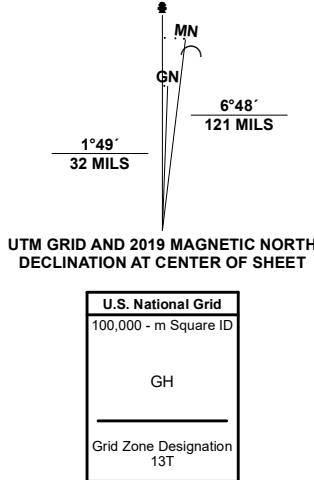 MN
GN
6°48´
121 MILS
1°49´
32 MILS
UTM GRID AND 2019 MAGNETIC NORTH
DECLINATION AT CENTER OF SHEET
U.S. National Grid
100,000 - m Square ID
GH
Grid Zone Designation
13T